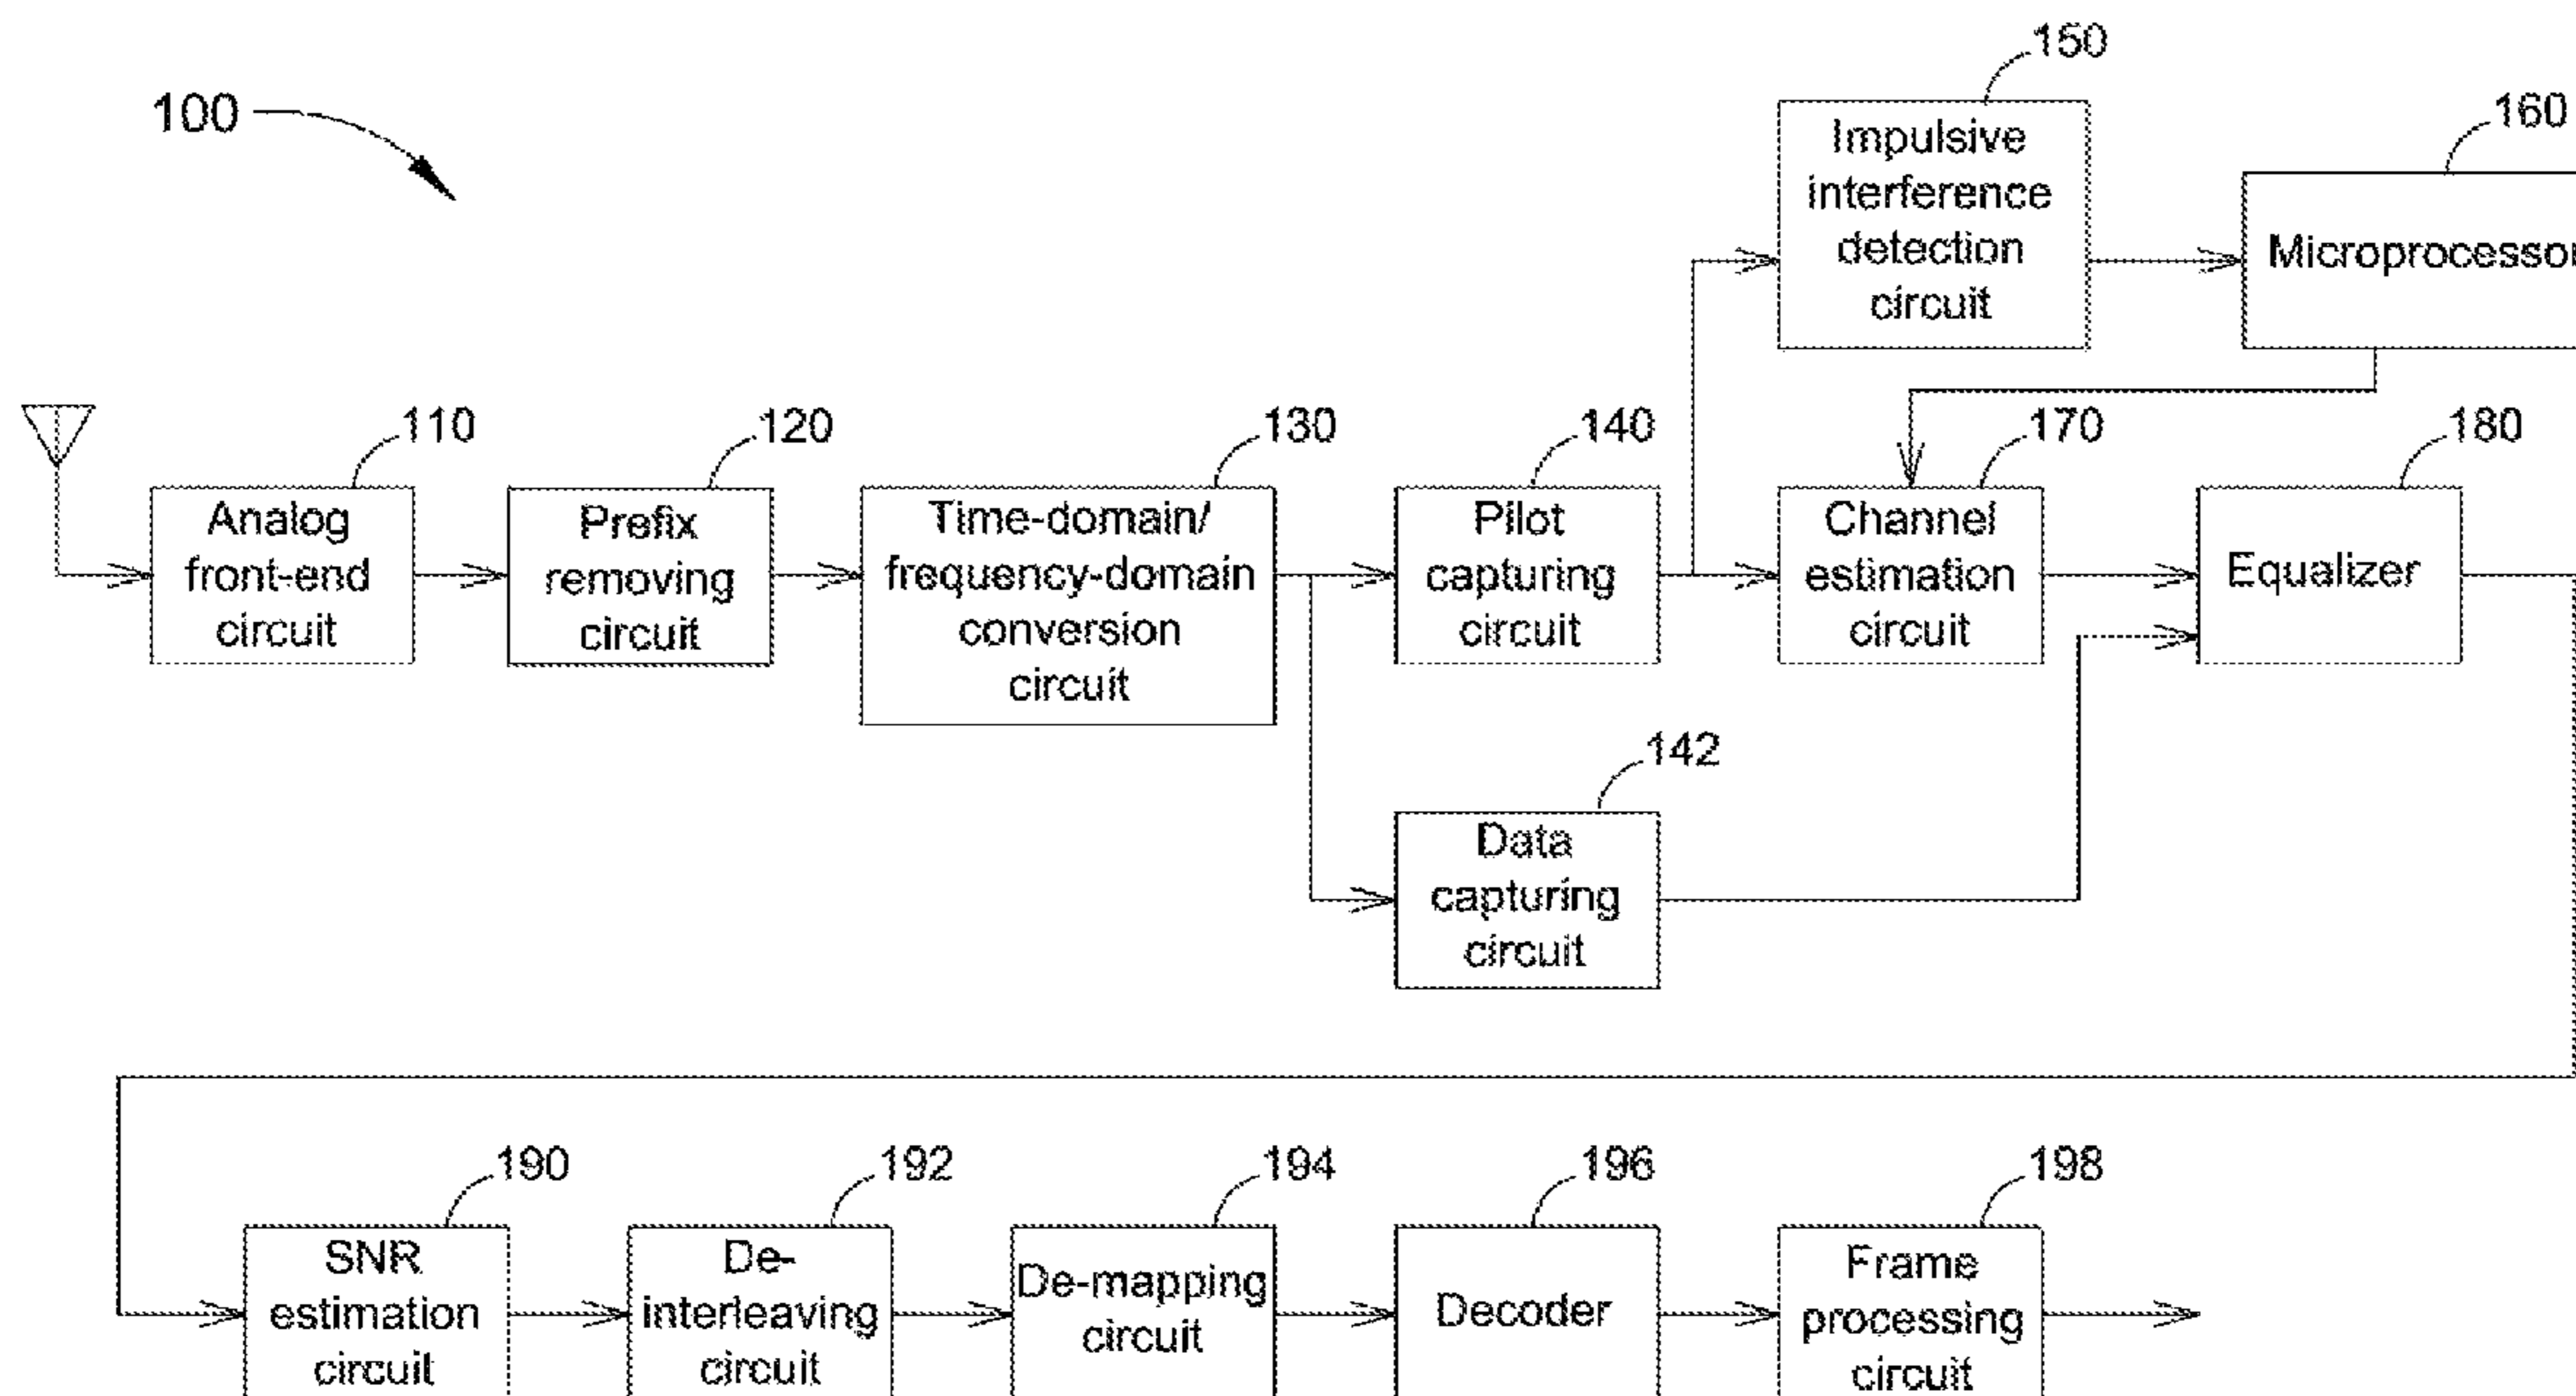 150
100
160
Impulsive
interference
detection
circuit
Microprocessor
110
120
130
140
170
180
Analog
front-end
circuit
Prefix
removing
circuit
Time-domain/
frequency-domain
conversion
circuit
Pilot
capturing
circuit
Channel
estimation
circuit
Equalizer
142
Data
capturing
circuit
190
192
194
196
198
SNR
estimation
circuit
De-
interleaving
circuit
De-mapping
circuit
Decoder
Frame
processing
circuit